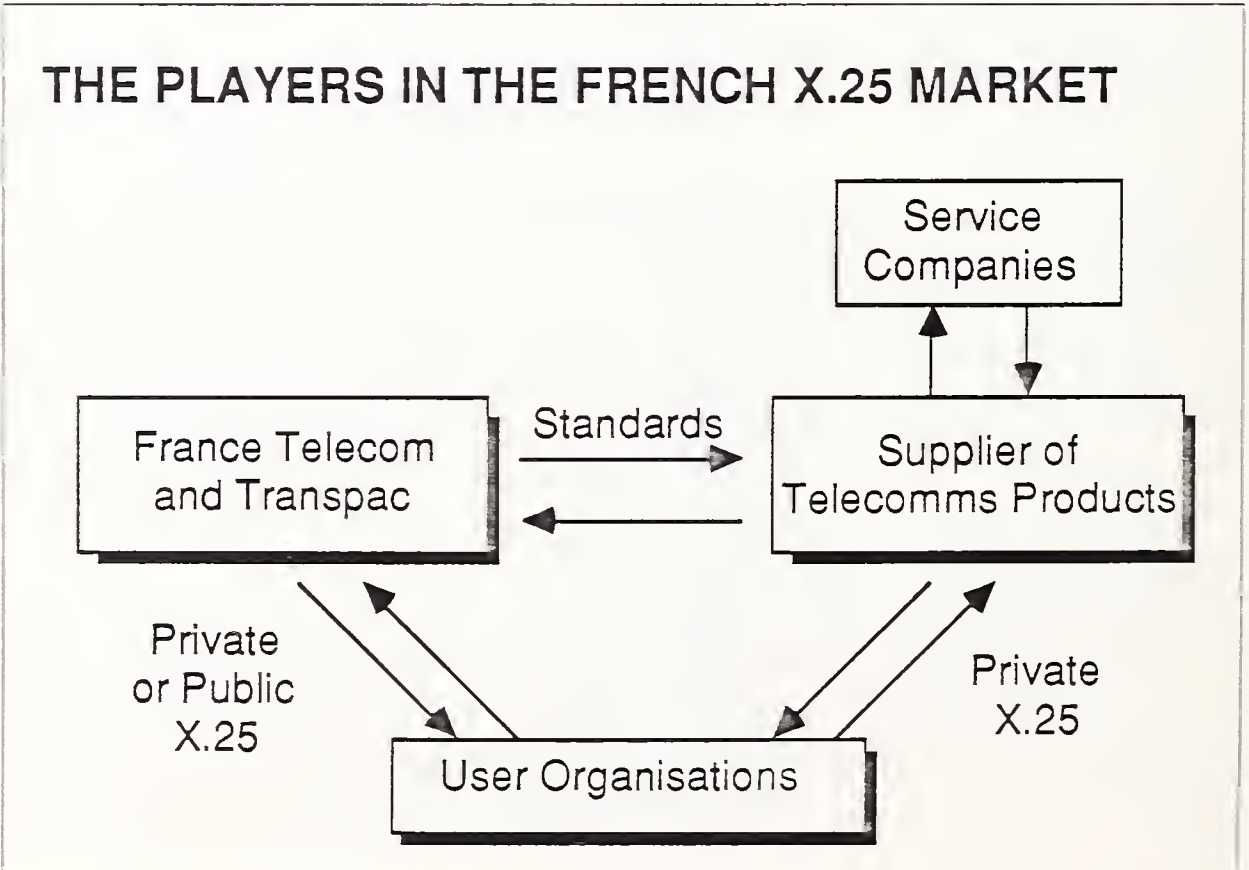 THE PLAYERS IN THE FRENCH X.25 MARKET
Service
Companies
France Telecom
and Transpac
Standards
Supplier of
Telecomms Products
Private
or Public
X.25
Private
X.25
User Organisations